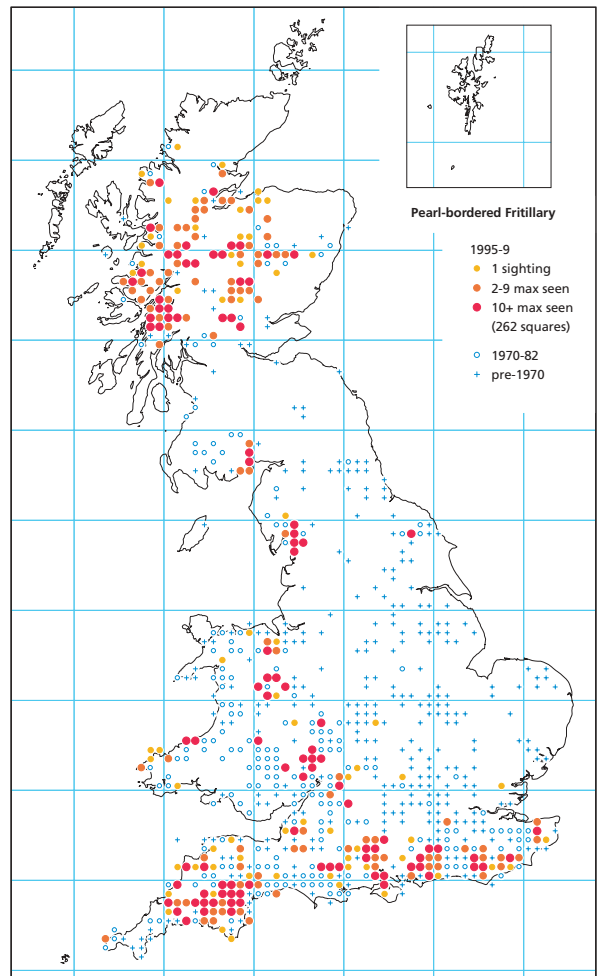 Pearl-bordered Fritillary
1995-9
1 sighting
2-9 max seen
10+ max seen
(262 squares)
1970-82
pre-1970